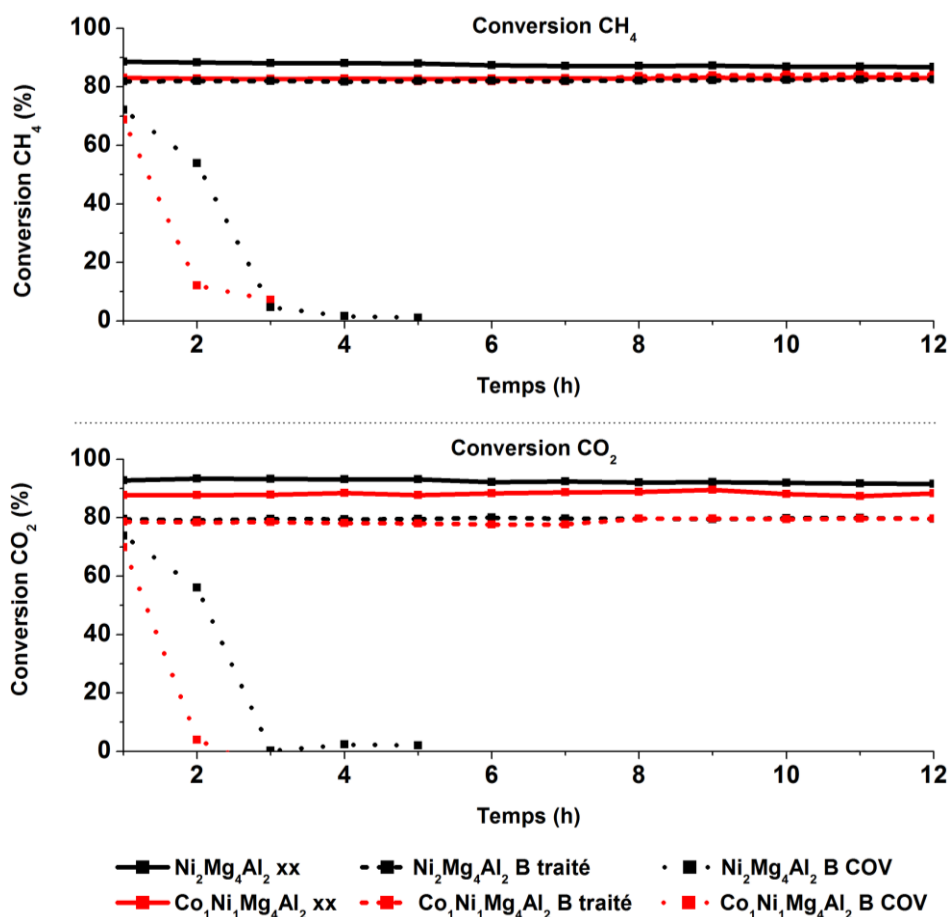 Conversion CH₄
100
80
60
40
20
0
Conversion CH₄ (%)
2 4 6 8 10 12
Temps (h)
Conversion CO₂
100
80
60
40
20
0
Conversion CO₂ (%)
2 4 6 8 10 12
Temps (h)
Ni₂Mg₄Al₂ xx Ni₂Mg₄Al₂ B traité Ni₂Mg₄Al₂ B COV
Co₁Ni₁Mg₄Al₂ xx Co₁Ni₁Mg₄Al₂ B traité Co₁Ni₁Mg₄Al₂ B COV